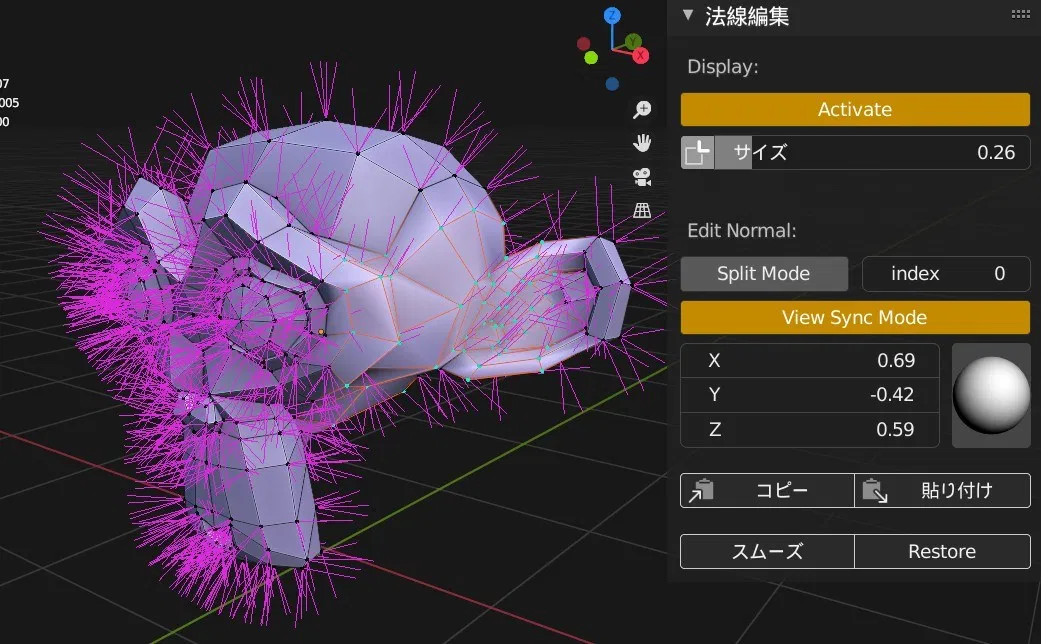 07
005
00
Z
Y
X
法線編集
Display:
Activate
サイズ 0.26
Edit Normal:
Split Mode index 0
View Sync Mode
X 0.69
Y -0.42
Z 0.59
コピー 貼り付け
スムーズ Restore